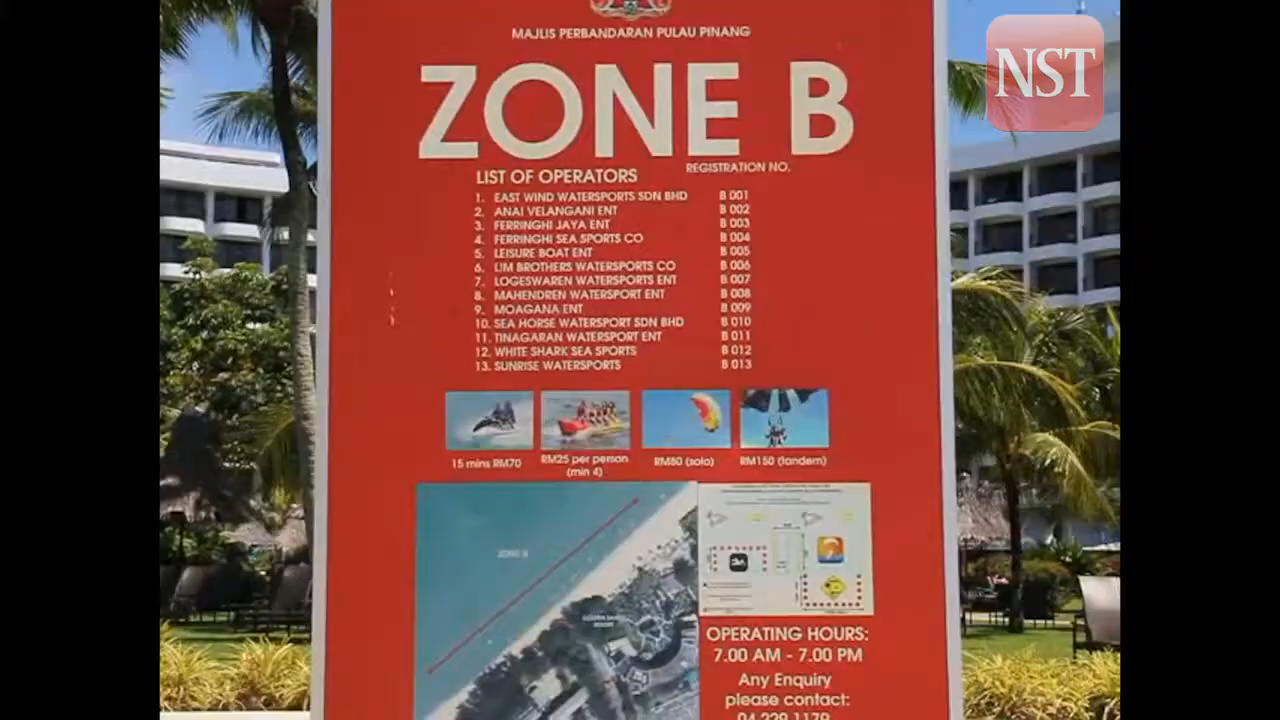 NST
MAJLIS PERBANDARAN PULAU PINANG
ZONE B
LIST OF OPERATORS REGISTRATION NO.
1. EAST WIND WATERSPORTS SDN BHD B 001
2. ANAI VELANGANI ENT B 002
3. FERRINGHI JAYA ENT B 003
4. FERRINGHI SEA SPORTS CO B 004
5. LEISURE BOAT ENT B 005
6. LIM BROTHERS WATERSPORTS CO B 006
7. LOGESWAREN WATERSPORTS ENT B 007
8. MAHENDREN WATERSPORT ENT B 008
9. MOAGANA ENT B 009
10. SEA HORSE WATERSPORT SDN BHD B 010
11. TINAGARAN WATERSPORT ENT B 011
12. WHITE SHARK SEA SPORTS B 012
13. SUNRISE WATERSPORTS B 013
15 mins RM70
RM25 per person
(min 4)
RM80 (solo)
RM150 (tandem)
ZONE B
GOLDEN SANDS
RESORT
OPERATING HOURS:
7.00 AM - 7.00 PM
Any Enquiry
please contact: